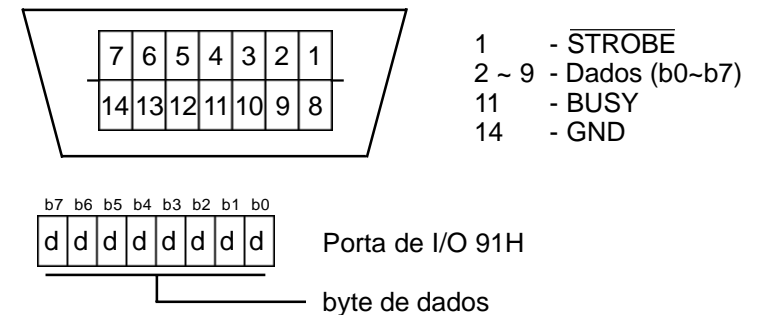 7 6 5 4 3 2 1
14 13 12 11 10 9 8
1 - STROBE
2 ~ 9 - Dados (b0~b7)
11 - BUSY
14 - GND
b7 b6 b5 b4 b3 b2 b1 b0
d d d d d d d d
Porta de I/O 91H
byte de dados